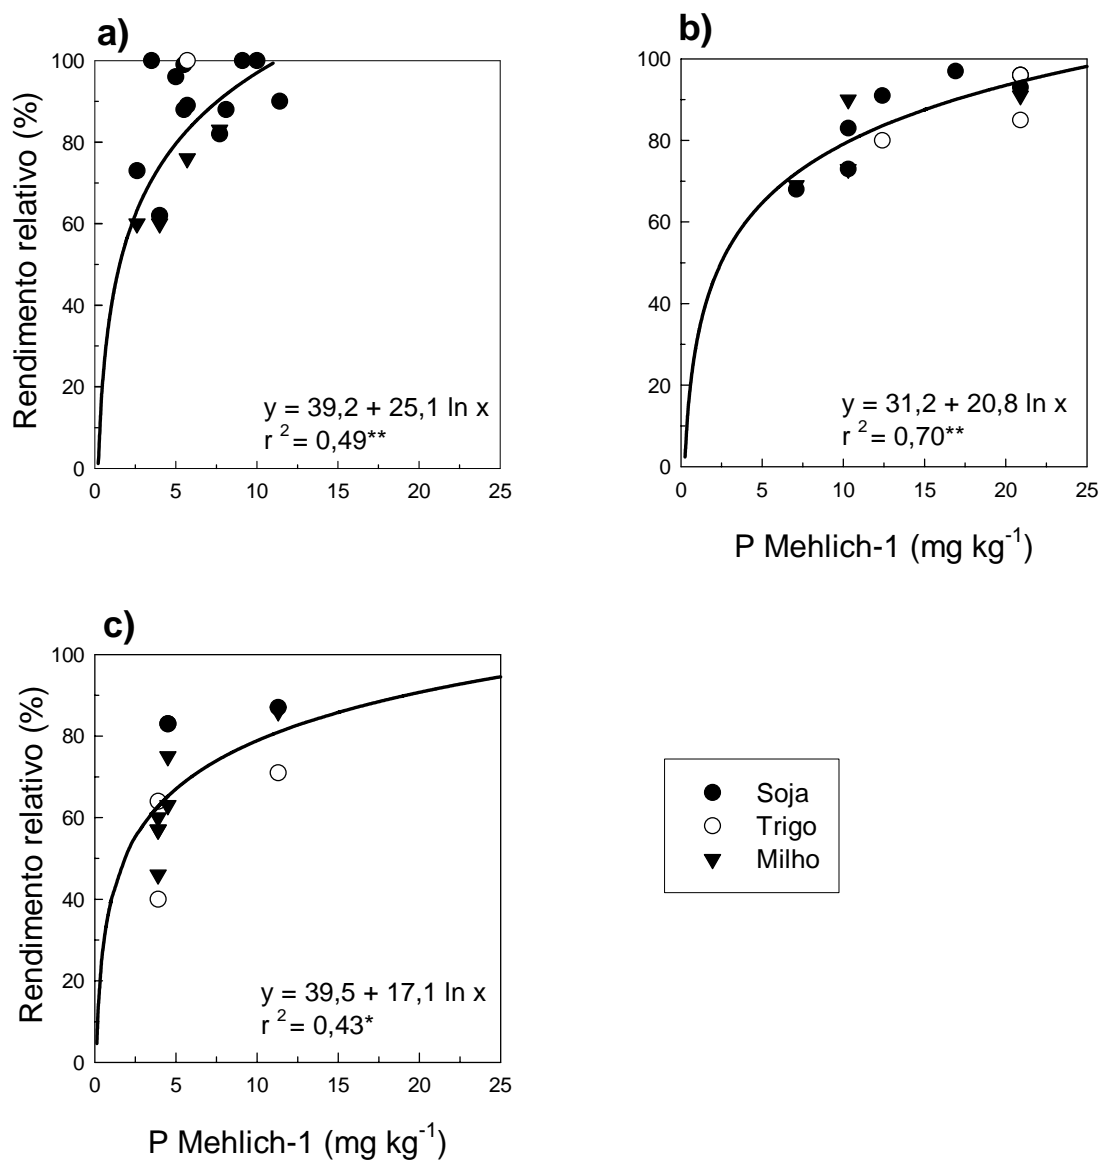 a)
Rendimento relativo (%)
100
80
60
40
20
0
y = 39,2 + 25,1 ln x
r ² = 0,49**
0 5 10 15 20 25
b)
100
80
60
40
20
0
y = 31,2 + 20,8 ln x
r ² = 0,70**
0 5 10 15 20 25
P Mehlich-1 (mg kg⁻¹)
c)
Rendimento relativo (%)
100
80
60
40
20
0
y = 39,5 + 17,1 ln x
r ² = 0,43*
0 5 10 15 20 25
P Mehlich-1 (mg kg⁻¹)
Soja
Trigo
Milho